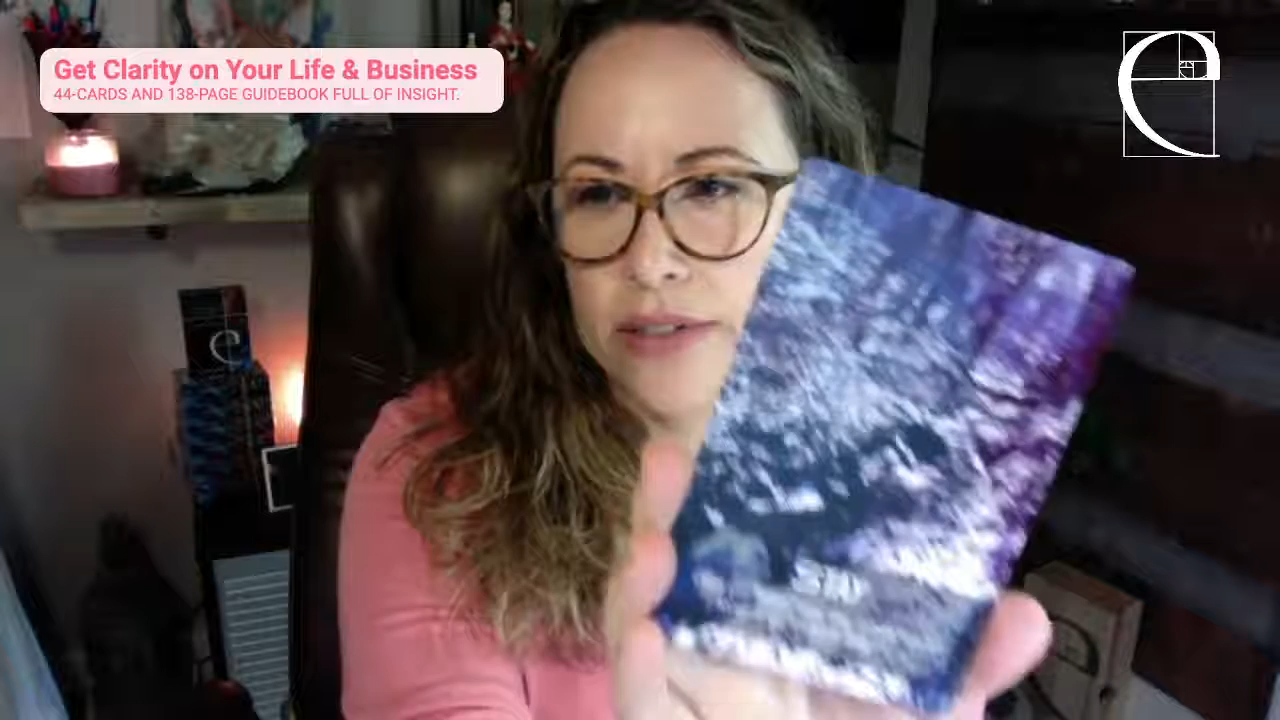 Get Clarity on Your Life & Business
44-CARDS AND 138-PAGE GUIDEBOOK FULL OF INSIGHT.
e
e